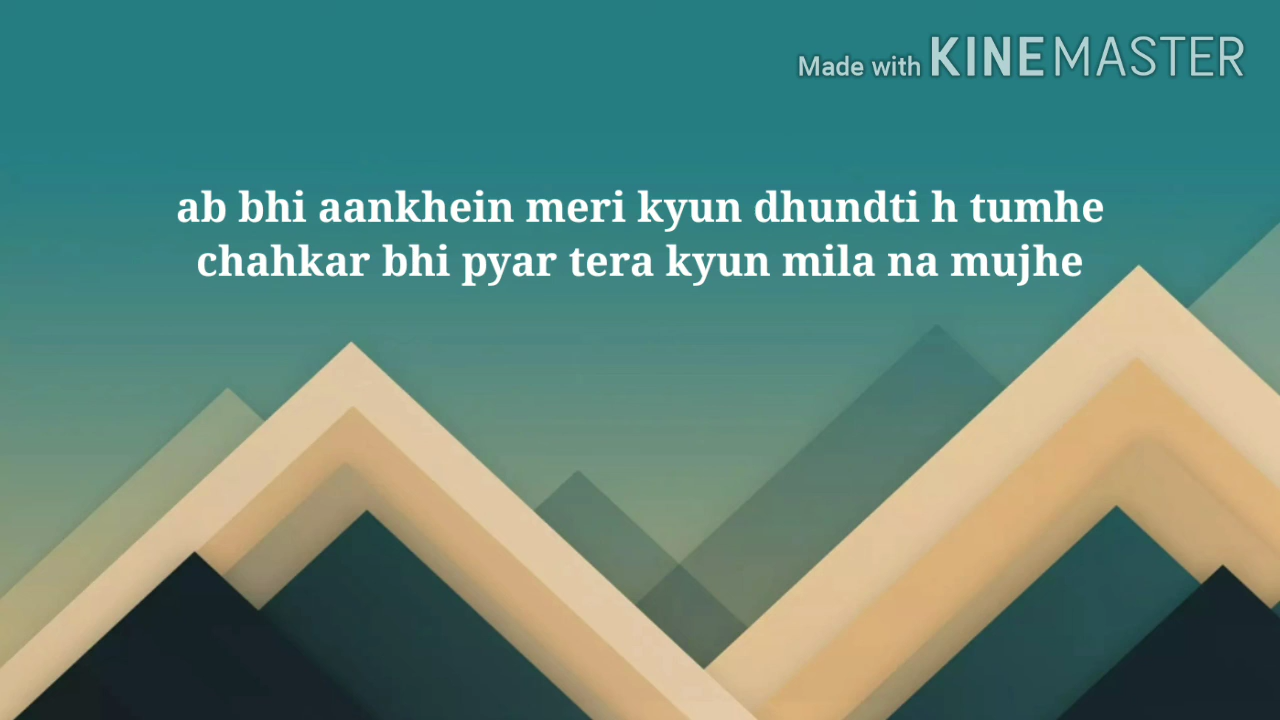 Made with KINEMASTER
ab bhi aankhein meri kyun dhundti h tumhe
chahkar bhi pyar tera kyun mila na mujhe